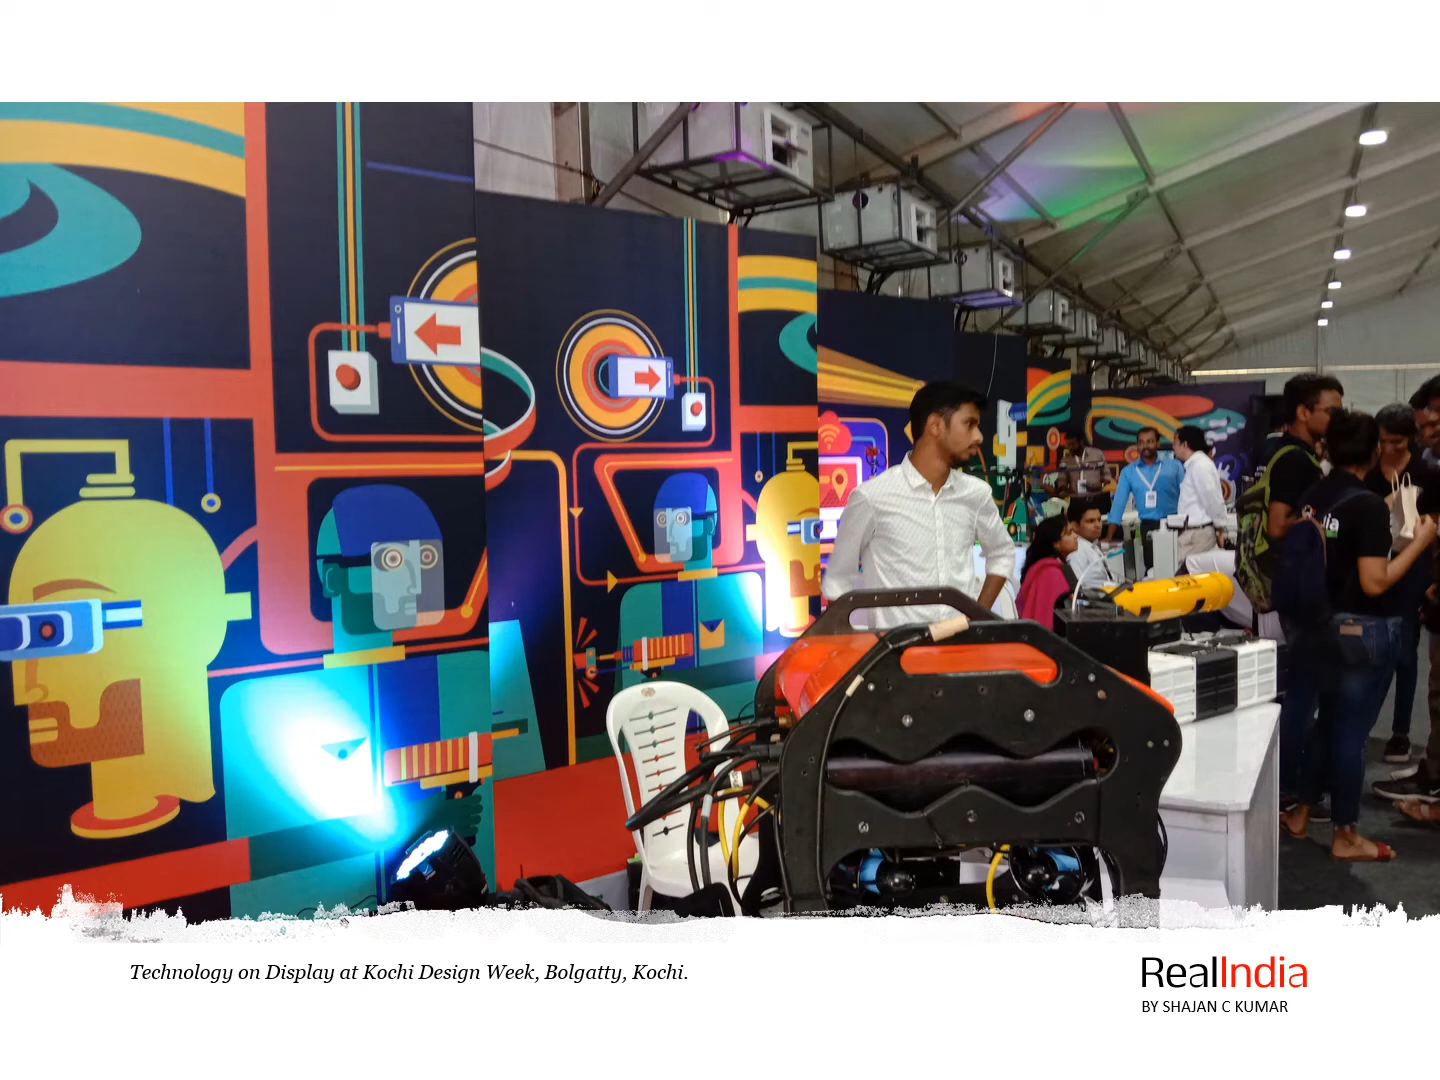 Technology on Display at Kochi Design Week, Bolgatty, Kochi.
RealIndia
BY SHAJAN C KUMAR